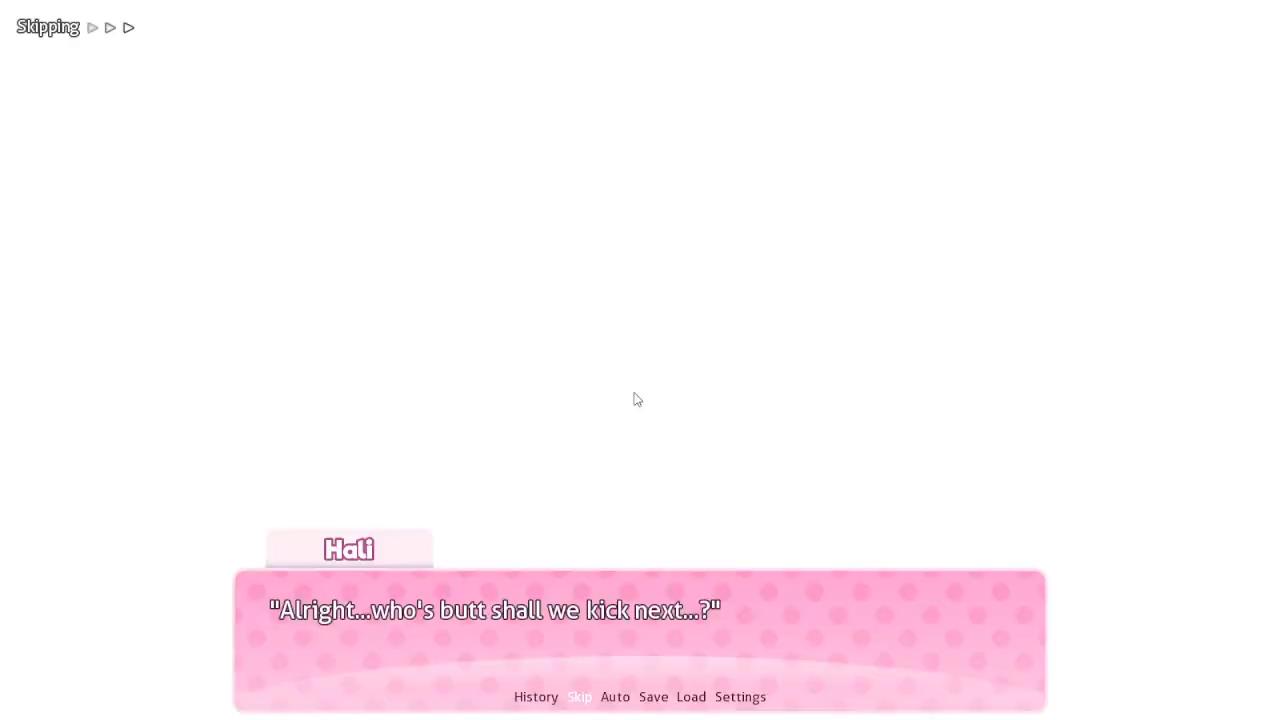 Skipping
Hali
"Alright...who's butt shall we kick next...?"
History Skip Auto Save Load Settings